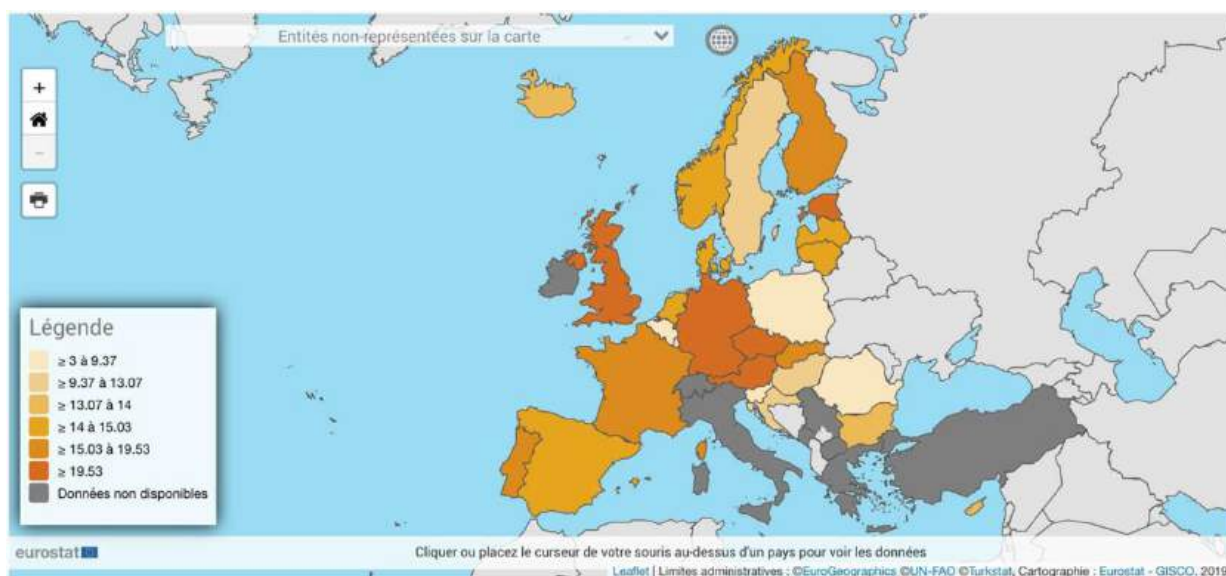 Entités non-représentées sur la carte
+
−
Légende
≥ 3 à 9.37
≥ 9.37 à 13.07
≥ 13.07 à 14
≥ 14 à 15.03
≥ 15.03 à 19.53
≥ 19.53
Données non disponibles
eurostat
Cliquer ou placez le curseur de votre souris au-dessus d'un pays pour voir les données
Leaflet | Limites administratives : ©EuroGeographics ©UN-FAO ©Turkstat, Cartographie : Eurostat - GISCO, 2019